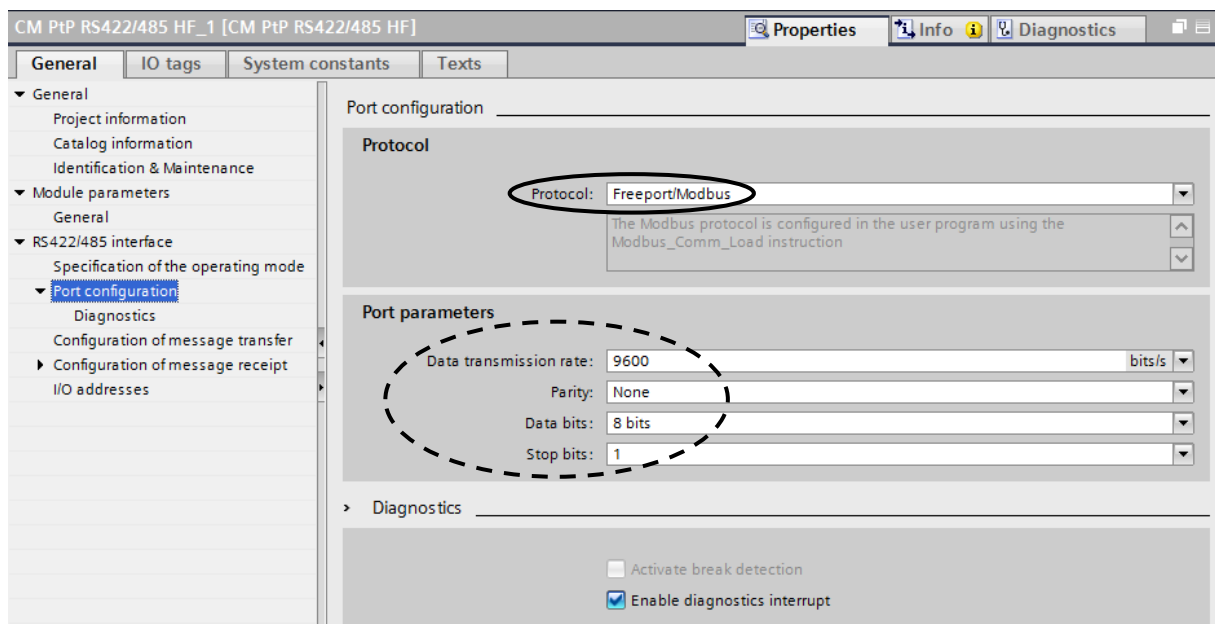 CM PtP RS422/485 HF_1 [CM PtP RS422/485 HF]
Properties
Info
Diagnostics
General
IO tags
System constants
Texts
General
Project information
Catalog information
Identification & Maintenance
Module parameters
General
RS422/485 interface
Specification of the operating mode
Port configuration
Diagnostics
Configuration of message transfer
Configuration of message receipt
I/O addresses
Port configuration
Protocol
Protocol: Freeport/Modbus
The Modbus protocol is configured in the user program using the
Modbus_Comm_Load instruction
Port parameters
Data transmission rate: 9600 bits/s
Parity: None
Data bits: 8 bits
Stop bits: 1
Diagnostics
Activate break detection
Enable diagnostics interrupt